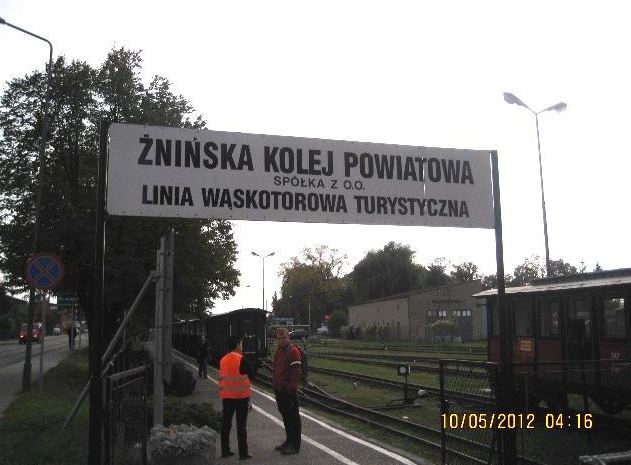 ŻNIŃSKA KOLEJ POWIATOWA
SPÓŁKA Z O.O.
LINIA WĄSKOTOROWA TURYSTYCZNA
10/05/2012 04:16